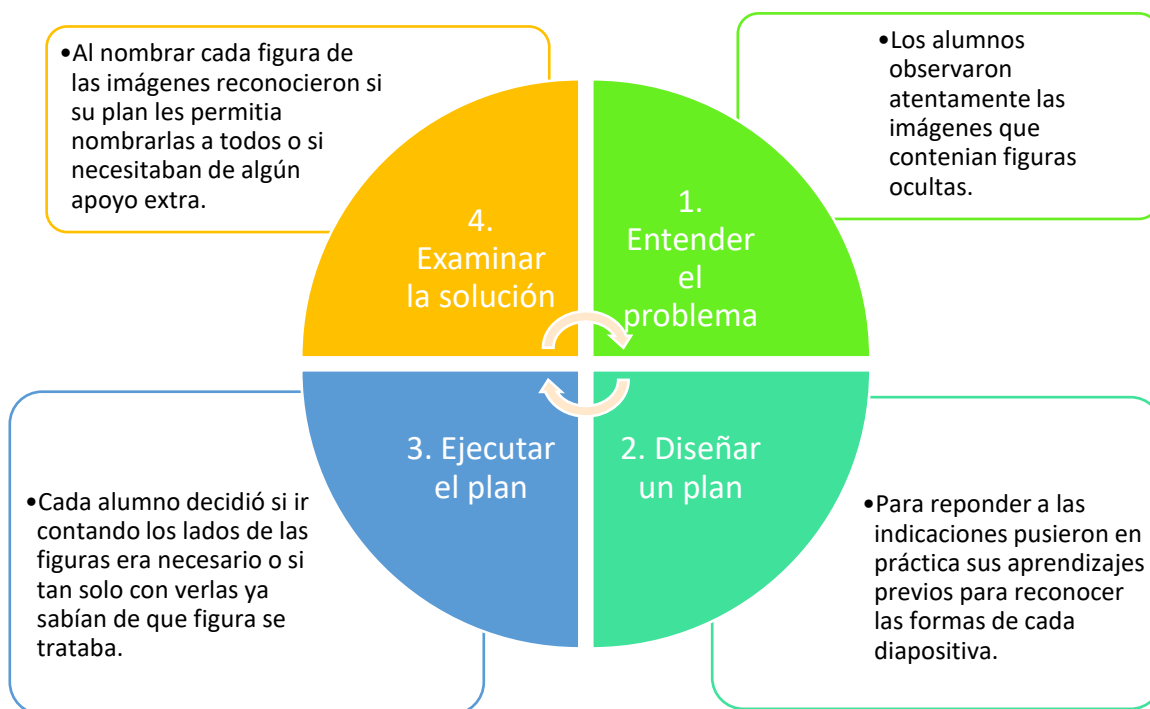 •Al nombrar cada figura de
las imágenes reconocieron si
su plan les permitia
nombrarlas a todos o si
necesitaban de algún
apoyo extra.
•Los alumnos
observaron
atentamente las
imágenes que
contenian figuras
ocultas.
4.
Examinar
la solución
1.
Entender
el
problema
3. Ejecutar
el plan
2. Diseñar
un plan
•Cada alumno decidió si ir
contando los lados de las
figuras era necesario o si
tan solo con verlas ya
sabían de que figura se
trataba.
•Para reponder a las
indicaciones pusieron en
práctica sus aprendizajes
previos para reconocer
las formas de cada
diapositiva.